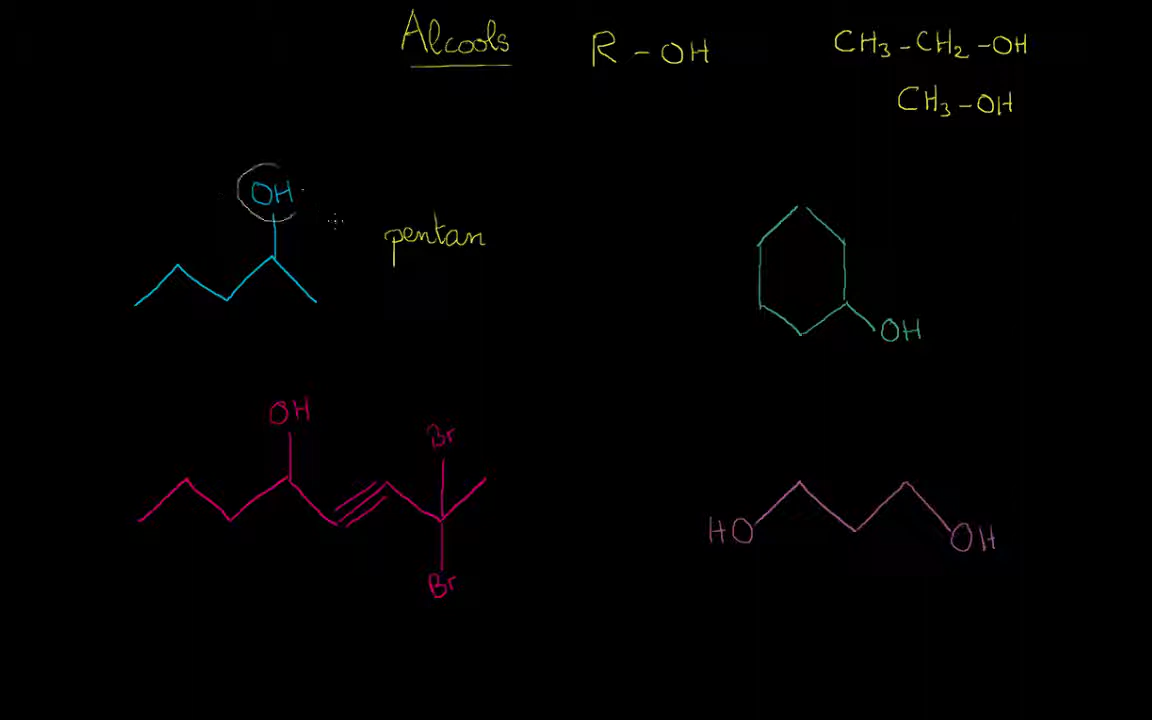 Alcools
R - OH
CH3 - CH2 - OH
CH3 - OH
OH
pentan
OH
OH
Br
Br
HO
OH